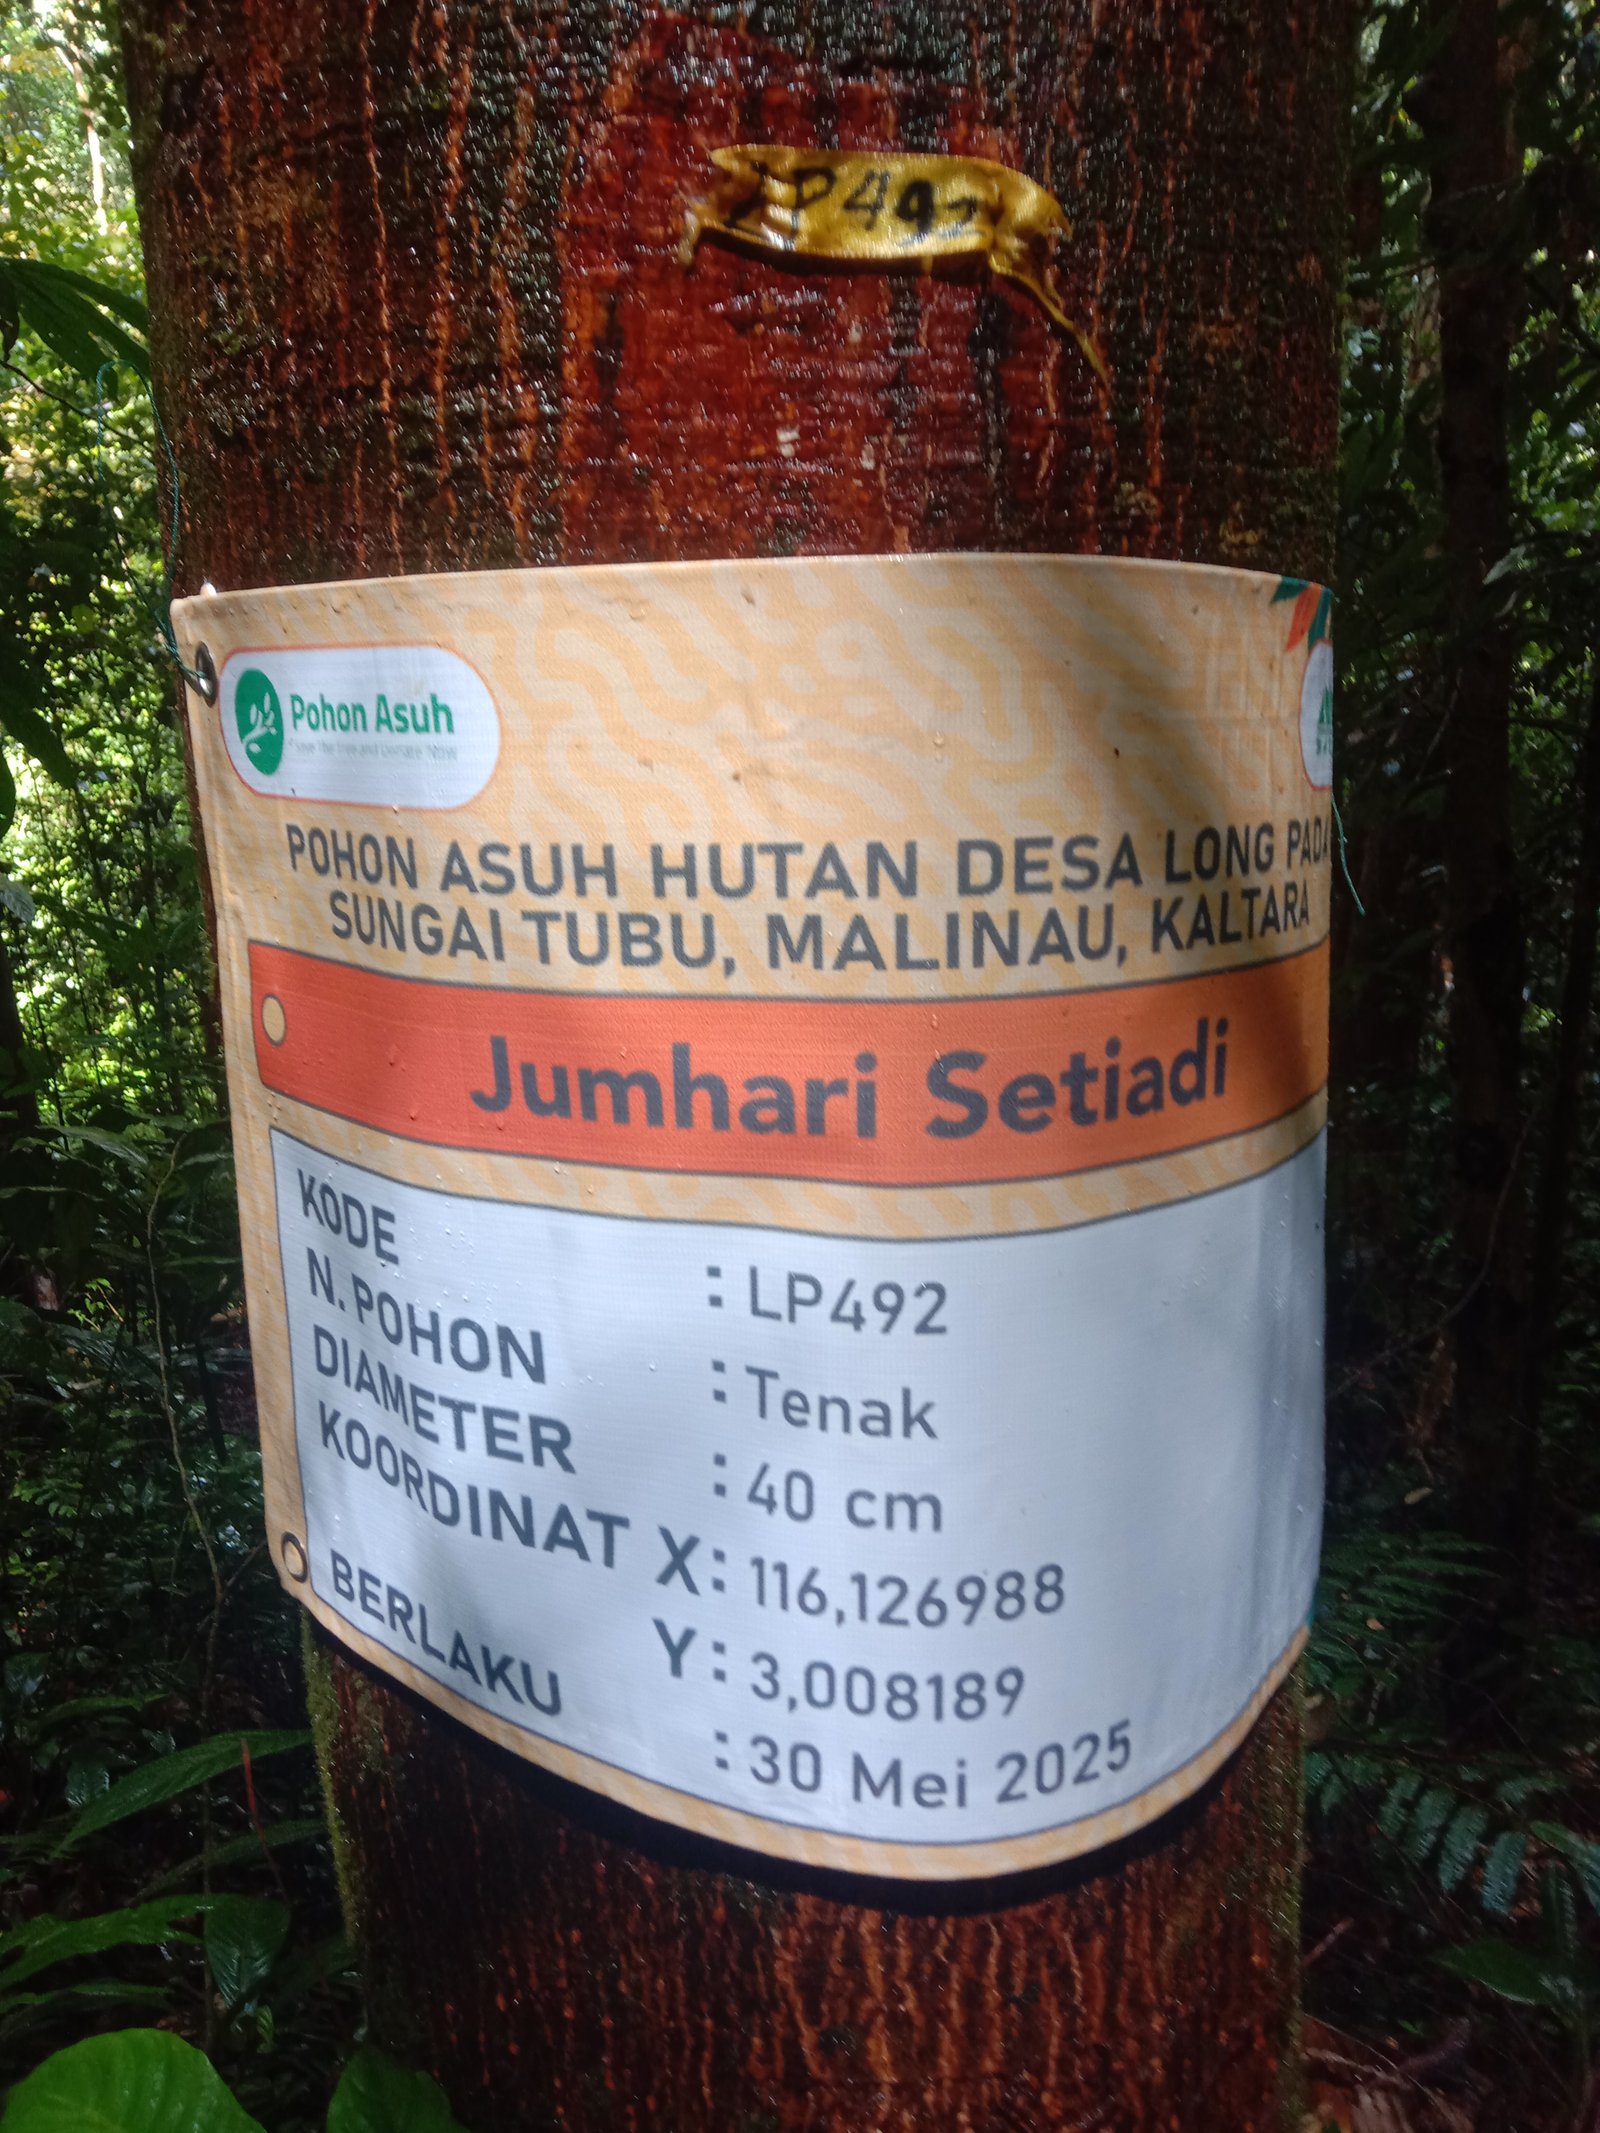 LP492
Pohon Asuh
POHON ASUH HUTAN DESA LONG PADA
SUNGAI TUBU, MALINAU, KALTARA
Jumhari Setiadi
KODE : LP492
N. POHON : Tenak
DIAMETER : 40 cm
KOORDINAT X : 116,126988
Y : 3,008189
BERLAKU : 30 Mei 2025